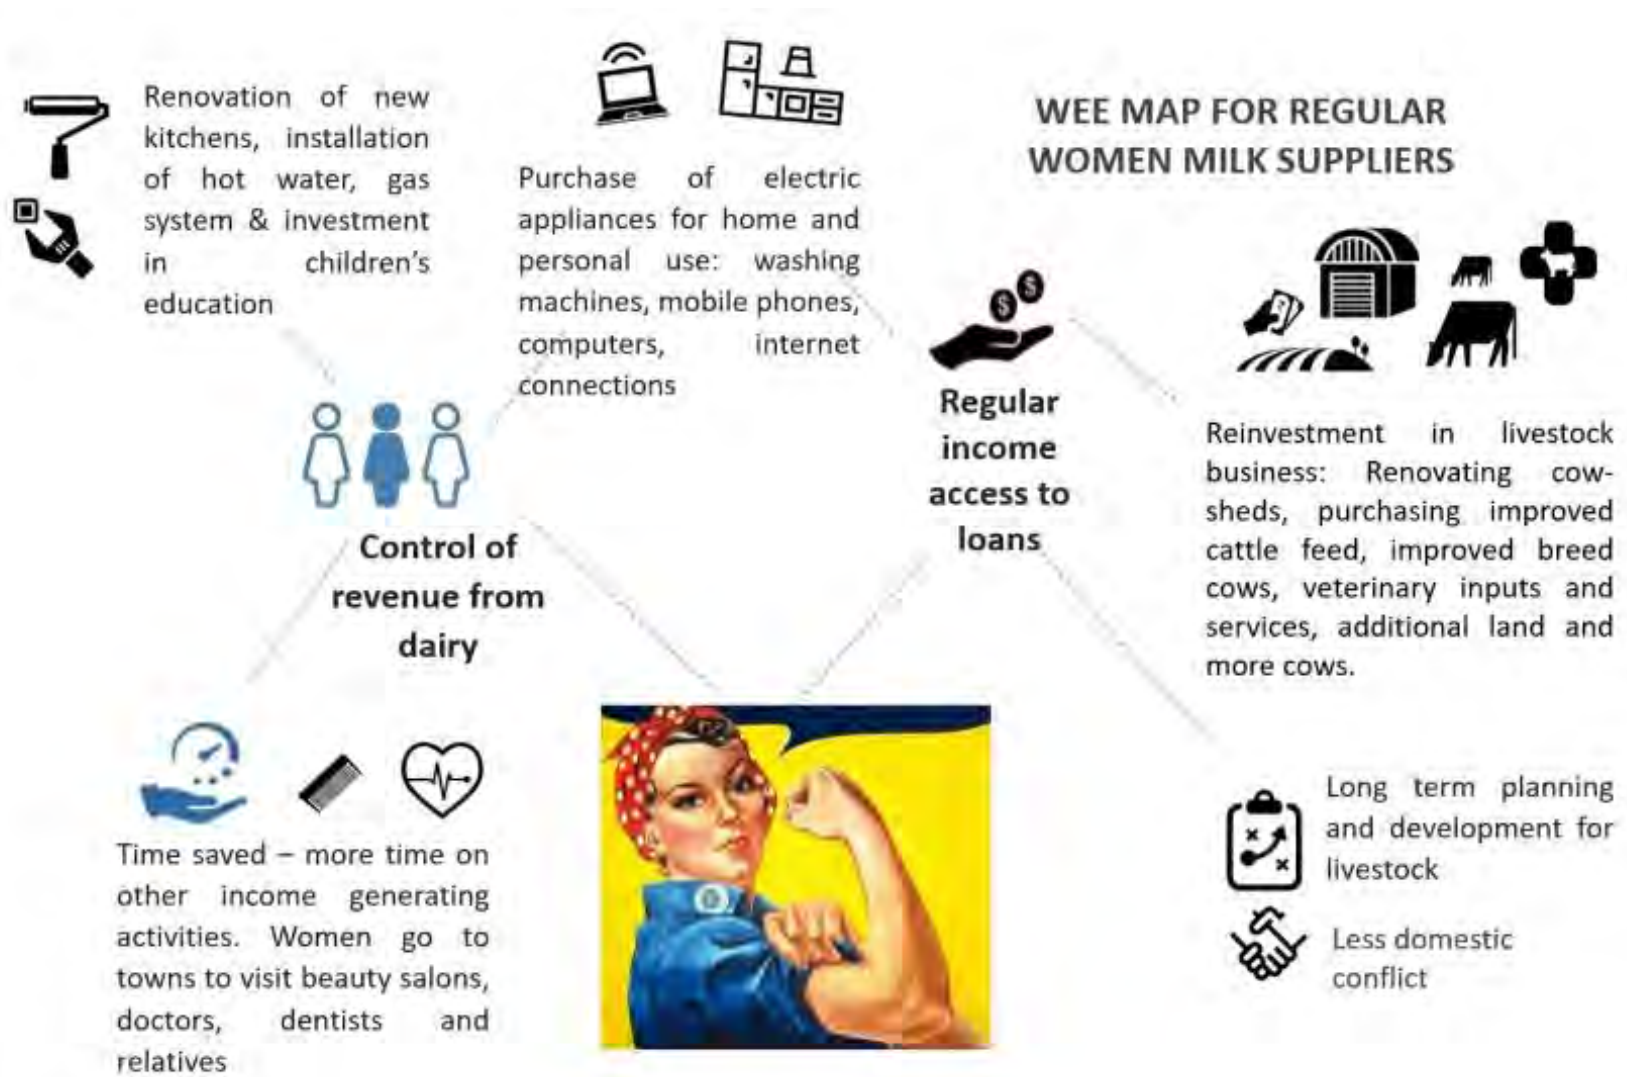 WEE MAP FOR REGULAR
WOMEN MILK SUPPLIERS
Renovation of new
kitchens, installation
of hot water, gas
system & investment
in children's
education
Purchase of electric
appliances for home and
personal use: washing
machines, mobile phones,
computers, internet
connections
Regular
income
access to
loans
Reinvestment in livestock
business: Renovating cow-
sheds, purchasing improved
cattle feed, improved breed
cows, veterinary inputs and
services, additional land and
more cows.
Control of
revenue from
dairy
Time saved – more time on
other income generating
activities. Women go to
towns to visit beauty salons,
doctors, dentists and
relatives
Long term planning
and development for
livestock
Less domestic
conflict